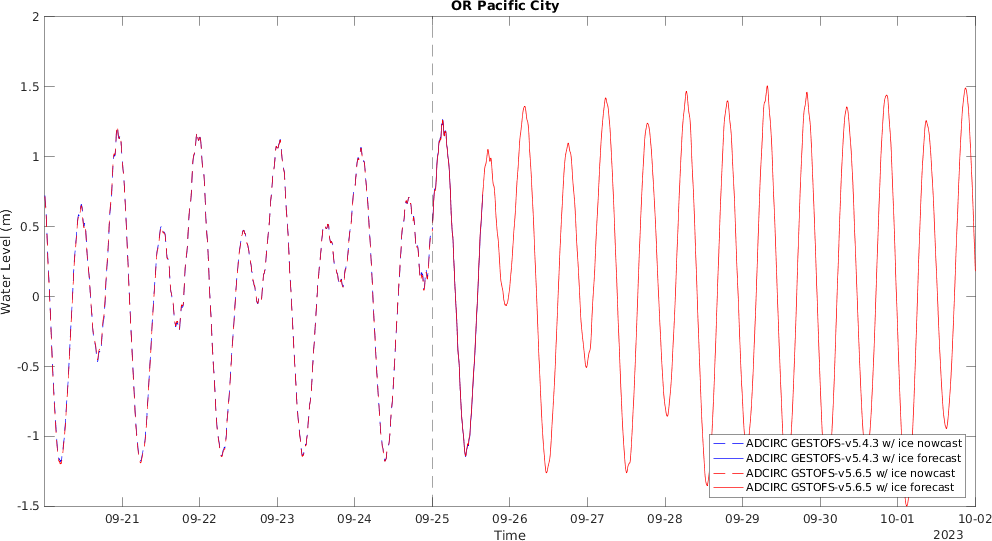 OR Pacific City
2
1.5
1
0.5
0
-0.5
-1
-1.5
Water Level (m)
ADCIRC GESTOFS-v5.4.3 w/ ice nowcast
ADCIRC GESTOFS-v5.4.3 w/ ice forecast
ADCIRC GSTOFS-v5.6.5 w/ ice nowcast
ADCIRC GSTOFS-v5.6.5 w/ ice forecast
09-21 09-22 09-23 09-24 09-25 09-26 09-27 09-28 09-29 09-30 10-01 10-02
Time
2023